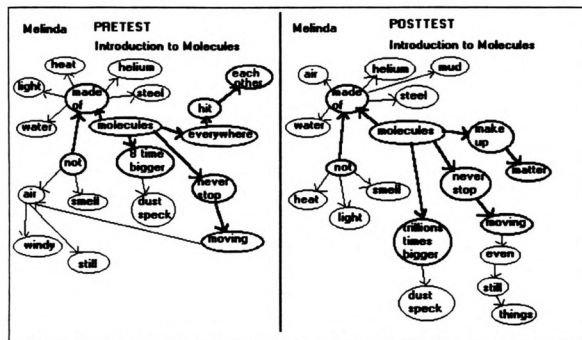 Melinda PRETEST
Introduction to Molecules
heat
helium
light
made
of
steel
water
each
other
hit
molecules
everywhere
not
8 time
bigger
never
stop
air
smell
dust
speck
moving
windy
still
Melinda POSTTEST
Introduction to Molecules
air
helium
mud
made
of
steel
water
molecules
make
up
matter
not
never
stop
heat
light
smell
moving
trillions
times
bigger
even
still
things
dust
speck